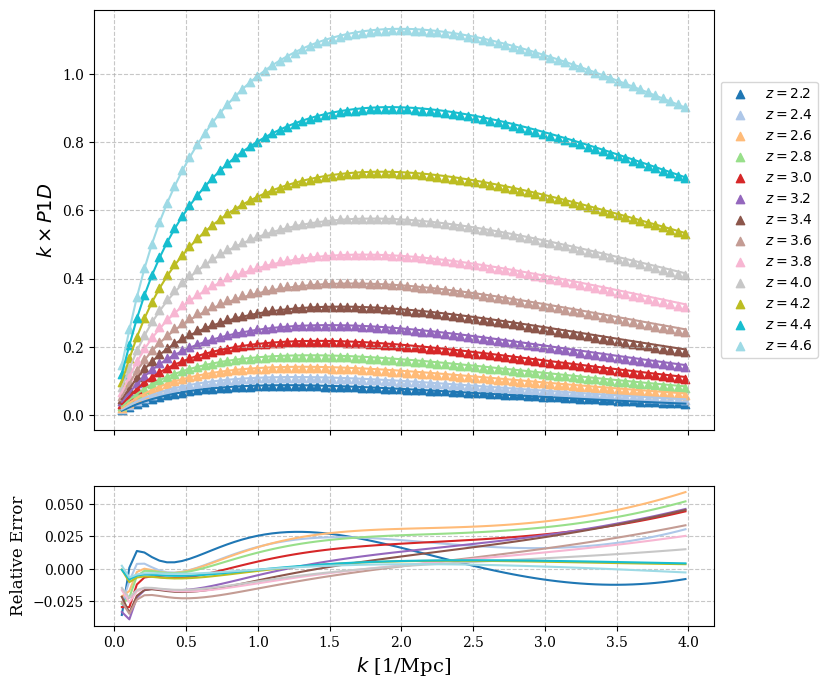 1.0
0.8
0.6
0.4
0.2
0.0
k × P1D
z = 2.2
z = 2.4
z = 2.6
z = 2.8
z = 3.0
z = 3.2
z = 3.4
z = 3.6
z = 3.8
z = 4.0
z = 4.2
z = 4.4
z = 4.6
0.050
0.025
0.000
−0.025
Relative Error
0.0 0.5 1.0 1.5 2.0 2.5 3.0 3.5 4.0
k [1/Mpc]